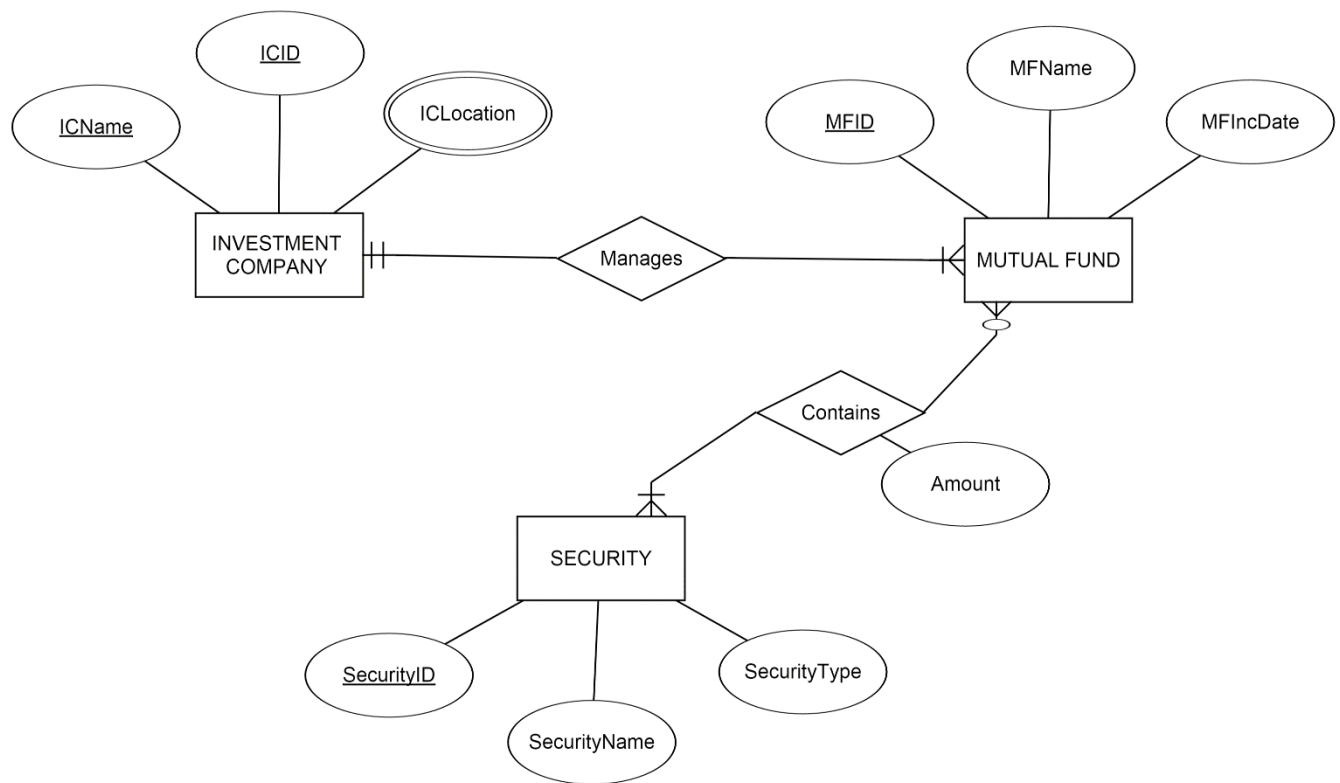 ICID
ICName
ICLocation
MFName
MFID
MFIncDate
INVESTMENT
COMPANY
Manages
MUTUAL FUND
Contains
Amount
SECURITY
SecurityID
SecurityName
SecurityType